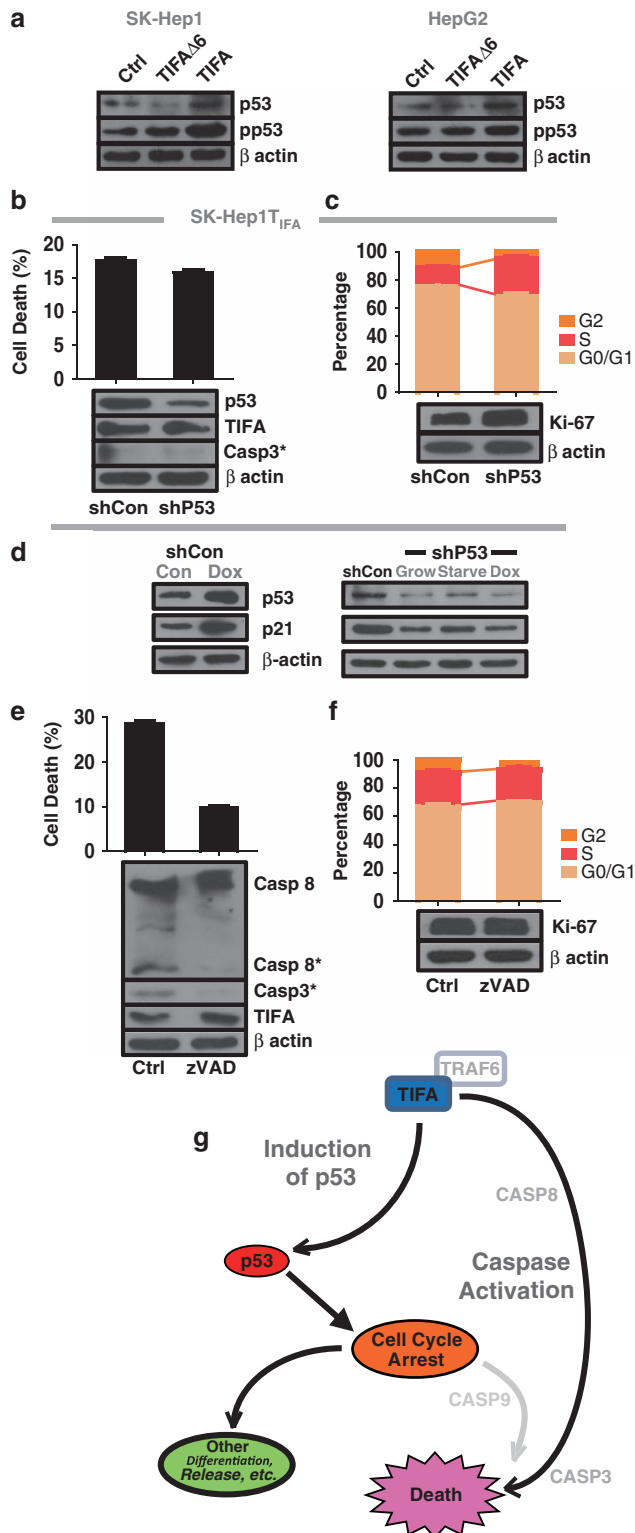 a
SK-Hep1
HepG2
Ctrl TIFAΔ6 TIFA
Ctrl TIFAΔ6 TIFA
p53
pp53
β actin
p53
pp53
β actin
b
c
SK-Hep1TIFA
Cell Death (%)
20
15
10
5
0
p53
TIFA
Casp3*
β actin
shCon shP53
Percentage
100
80
60
40
20
0
G2
S
G0/G1
Ki-67
β actin
shCon shP53
d
shCon
Con Dox
shP53
shCon Grow Starve Dox
p53
p21
β-actin
e
Cell Death (%)
30
20
10
0
Casp 8
Casp 8*
Casp3*
TIFA
β actin
Ctrl zVAD
f
Percentage
100
80
60
40
20
0
G2
S
G0/G1
Ki-67
β actin
Ctrl zVAD
g
TRAF6
TIFA
Induction
of p53
CASP8
p53
Caspase
Activation
Cell Cycle
Arrest
CASP9
Other
Differentiation,
Release, etc.
CASP3
Death